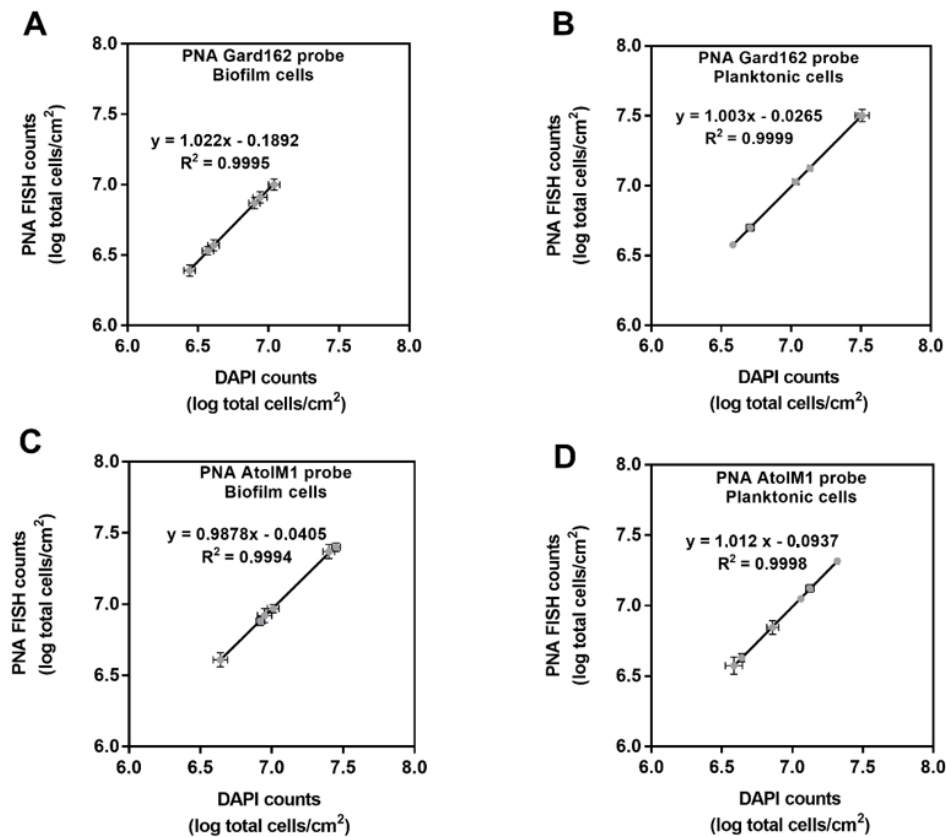 A
PNA Gard162 probe
Biofilm cells
y = 1.022x - 0.1892
R² = 0.9995
8.0
7.5
7.0
6.5
6.0
6.0 6.5 7.0 7.5 8.0
PNA FISH counts
(log total cells/cm²)
DAPI counts
(log total cells/cm²)
B
PNA Gard162 probe
Planktonic cells
y = 1.003x - 0.0265
R² = 0.9999
8.0
7.5
7.0
6.5
6.0
6.0 6.5 7.0 7.5 8.0
PNA FISH counts
(log total cells/cm²)
DAPI counts
(log total cells/cm²)
C
PNA AtolM1 probe
Biofilm cells
y = 0.9878x - 0.0405
R² = 0.9994
8.0
7.5
7.0
6.5
6.0
6.0 6.5 7.0 7.5 8.0
PNA FISH counts
(log total cells/cm²)
DAPI counts
(log total cells/cm²)
D
PNA AtolM1 probe
Planktonic cells
y = 1.012 x - 0.0937
R² = 0.9998
8.0
7.5
7.0
6.5
6.0
6.0 6.5 7.0 7.5 8.0
PNA FISH counts
(log total cells/cm²)
DAPI counts
(log total cells/cm²)